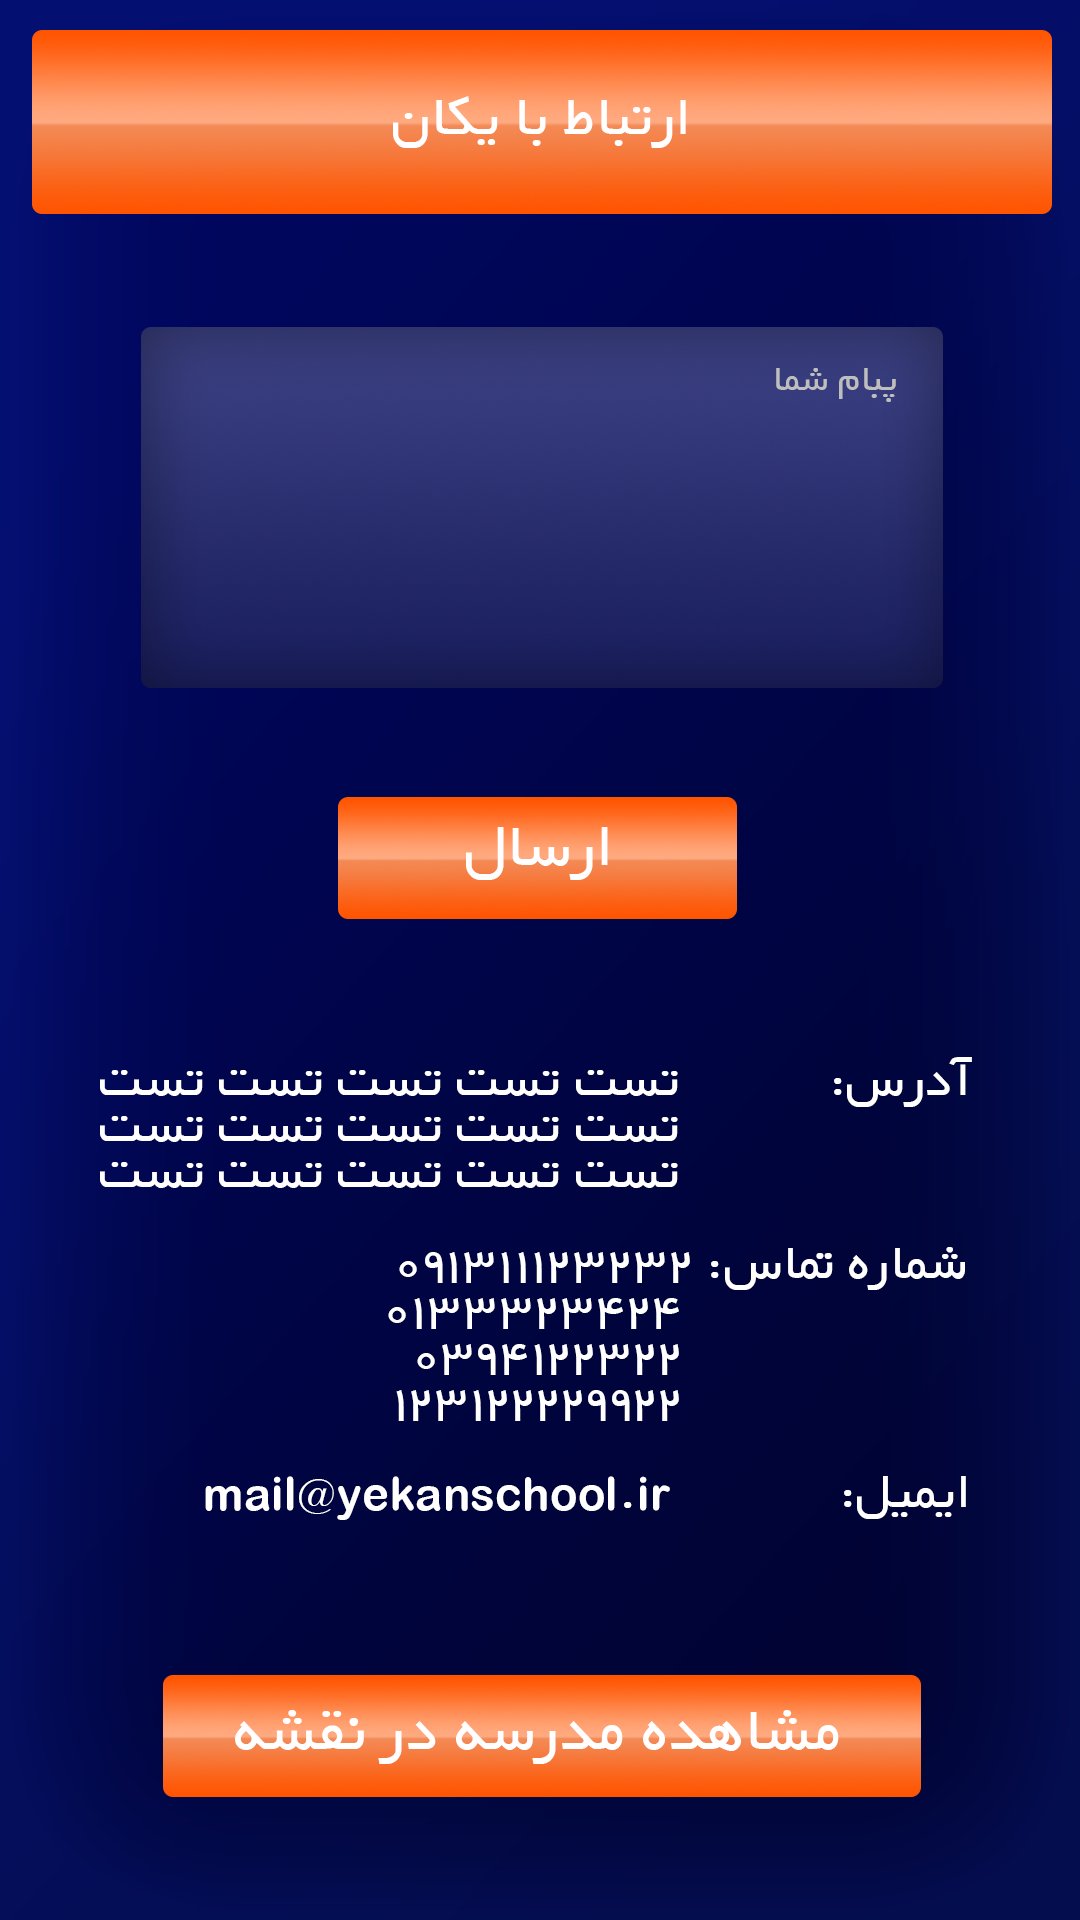 ارتباط با یکان
پیام شما
ارسال
آدرس: تست تست تست تست تست
تست تست تست تست تست
تست تست تست تست تست
شماره تماس: ۰۹۱۳۱۱۱۲۳۲۳۲
۰۱۳۳۳۲۳۴۲۴
۰۳۹۴۱۲۲۳۲۲
۱۲۳۱۲۲۲۲۹۹۲۲
ایمیل: mail@yekanschool.ir
مشاهده مدرسه در نقشه